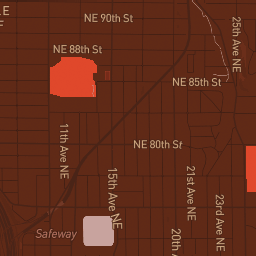 LE
F
NE 90th St
25th Ave NE
NE 88th St
NE 85th St
11th Ave NE
NE 80th St
15th Ave NE
21st Ave NE
23rd Ave NE
Safeway
20th A